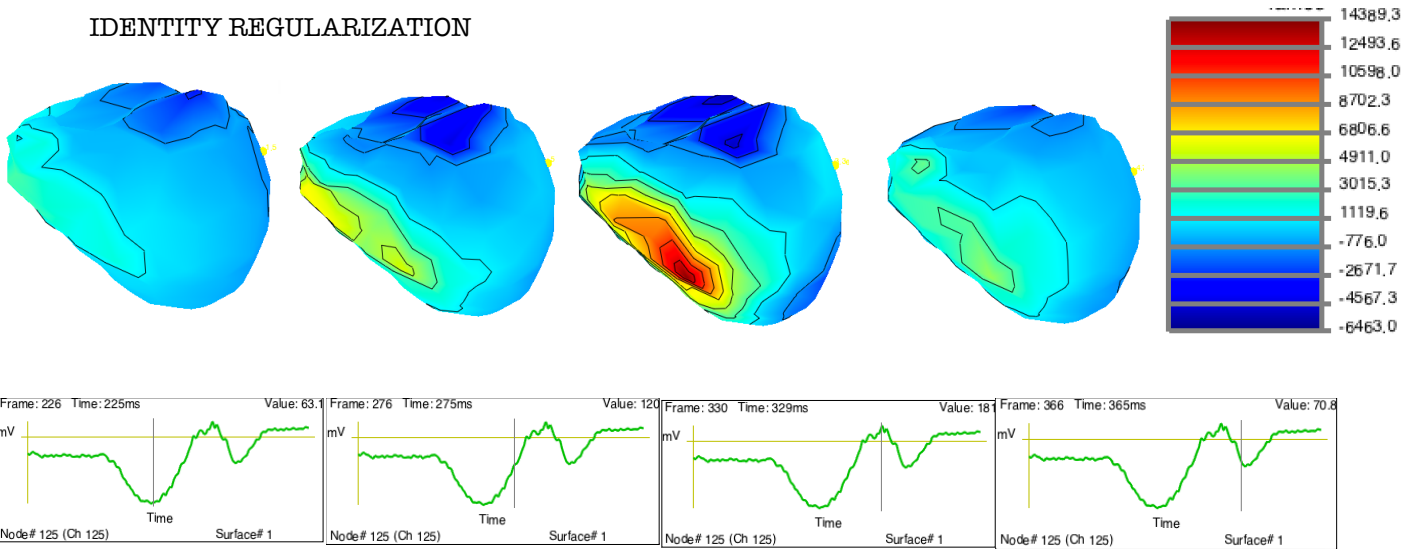 IDENTITY REGULARIZATION
14389.3
12493.6
10598.0
8702.3
6806.6
4911.0
3015.3
1119.6
-776.0
-2671.7
-4567.3
-6463.0
Frame: 226 Time: 225ms Value: 63.1
mV
Time
Node# 125 (Ch 125) Surface# 1
Frame: 276 Time: 275ms Value: 120
mV
Time
Node# 125 (Ch 125) Surface# 1
Frame: 330 Time: 329ms Value: 181
mV
Time
Node# 125 (Ch 125) Surface# 1
Frame: 366 Time: 365ms Value: 70.8
mV
Time
Node# 125 (Ch 125) Surface# 1